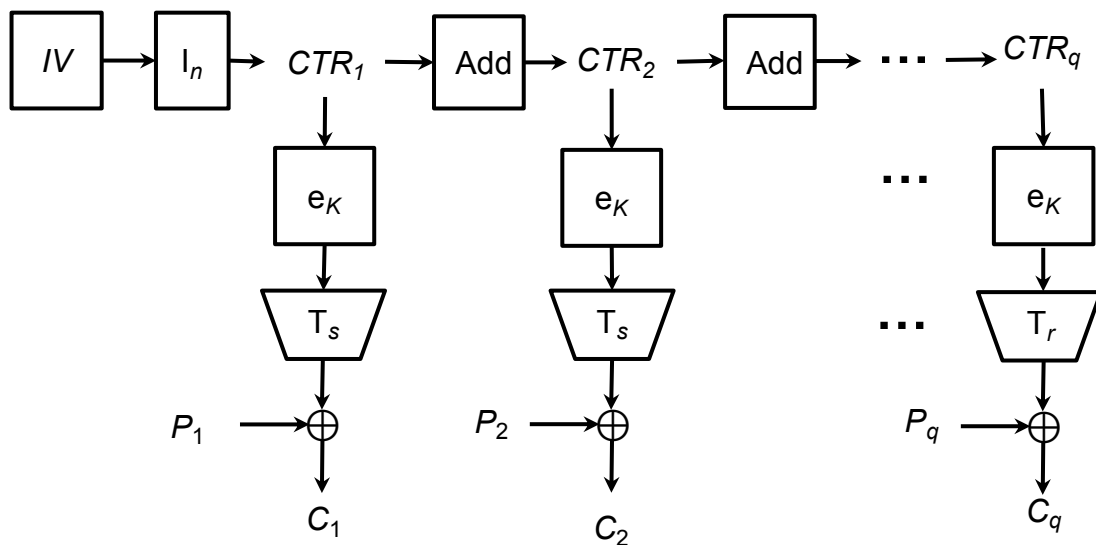 IV I_n CTR_1 Add CTR_2 Add ... CTR_q
e_K e_K ... e_K
T_s T_s ... T_r
P_1 P_2 P_q
C_1 C_2 C_q